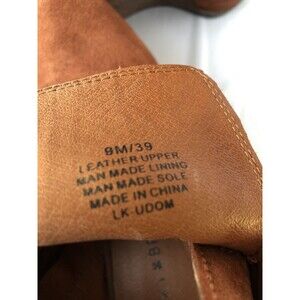 9M/39
LEATHER UPPER
MAN MADE LINING
MAN MADE SOLE
MADE IN CHINA
LK-UDOM